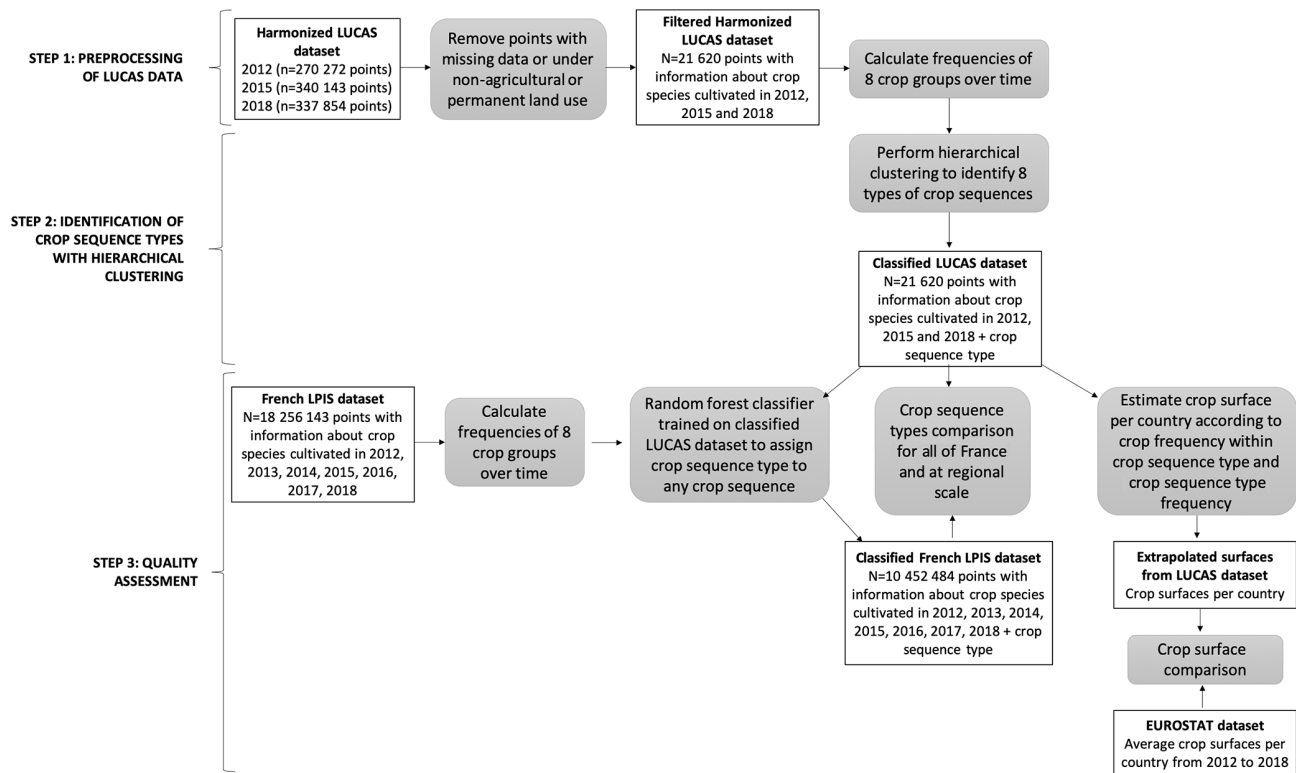 STEP 1: PREPROCESSING
OF LUCAS DATA
Harmonized LUCAS
dataset
2012 (n=270 272 points)
2015 (n=340 143 points)
2018 (n=337 854 points)
Remove points with
missing data or under
non-agricultural or
permanent land use
Filtered Harmonized
LUCAS dataset
N=21 620 points with
information about crop
species cultivated in 2012,
2015 and 2018
Calculate frequencies of
8 crop groups over time
STEP 2: IDENTIFICATION OF
CROP SEQUENCE TYPES
WITH HIERARCHICAL
CLUSTERING
Perform hierarchical
clustering to identify 8
types of crop sequences
Classified LUCAS dataset
N=21 620 points with
information about crop
species cultivated in 2012,
2015 and 2018 + crop
sequence type
STEP 3: QUALITY
ASSESSMENT
French LPIS dataset
N=18 256 143 points with
information about crop
species cultivated in 2012,
2013, 2014, 2015, 2016,
2017, 2018
Calculate
frequencies of 8
crop groups
over time
Random forest classifier
trained on classified
LUCAS dataset to assign
crop sequence type to
any crop sequence
Crop sequence
types comparison
for all of France
and at regional
scale
Estimate crop surface
per country according to
crop frequency within
crop sequence type and
crop sequence type
frequency
Classified French LPIS dataset
N=10 452 484 points with
information about crop species
cultivated in 2012, 2013, 2014,
2015, 2016, 2017, 2018 + crop
sequence type
Extrapolated surfaces
from LUCAS dataset
Crop surfaces per country
Crop surface
comparison
EUROSTAT dataset
Average crop surfaces per
country from 2012 to 2018